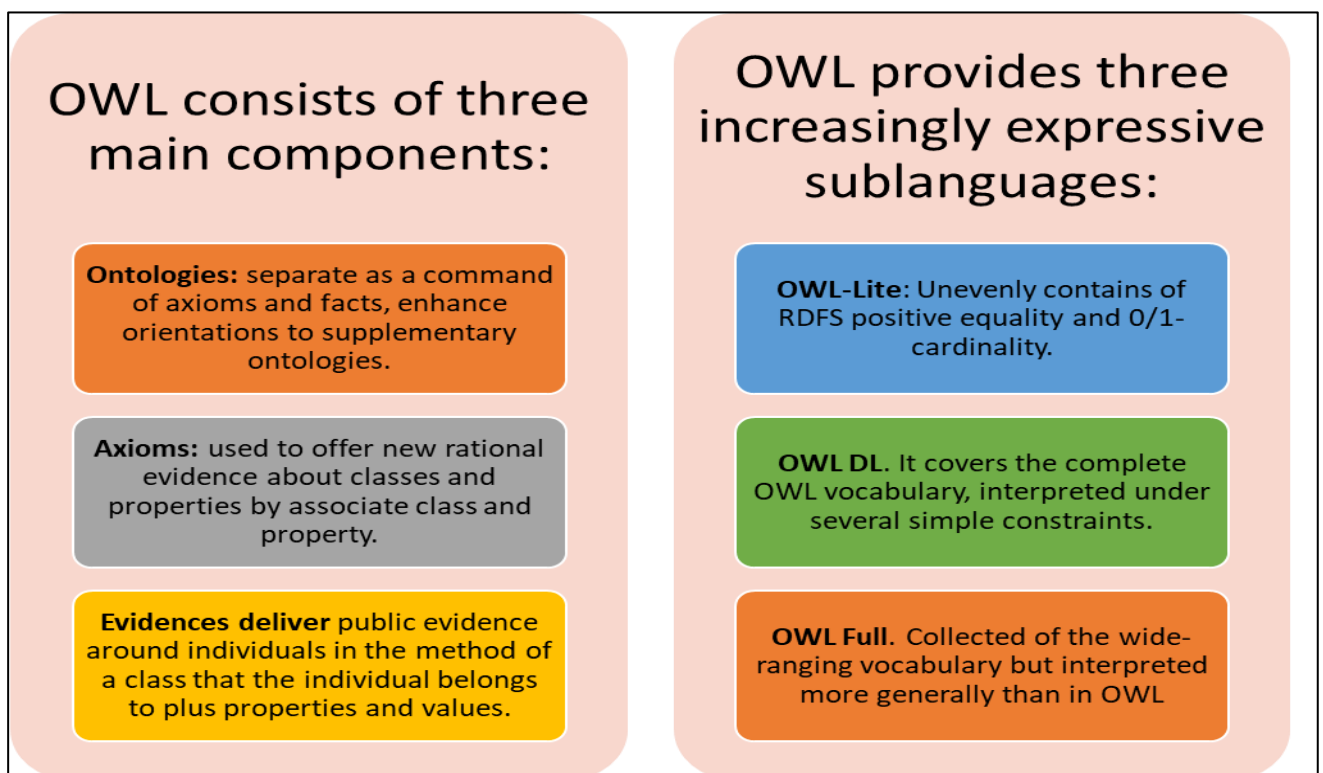 OWL consists of three
main components:
Ontologies: separate as a command
of axioms and facts, enhance
orientations to supplementary
ontologies.
Axioms: used to offer new rational
evidence about classes and
properties by associate class and
property.
Evidences deliver public evidence
around individuals in the method of
a class that the individual belongs
to plus properties and values.
OWL provides three
increasingly expressive
sublanguages:
OWL-Lite: Unevenly contains of
RDFS positive equality and 0/1-
cardinality.
OWL DL. It covers the complete
OWL vocabulary, interpreted under
several simple constraints.
OWL Full. Collected of the wide-
ranging vocabulary but interpreted
more generally than in OWL